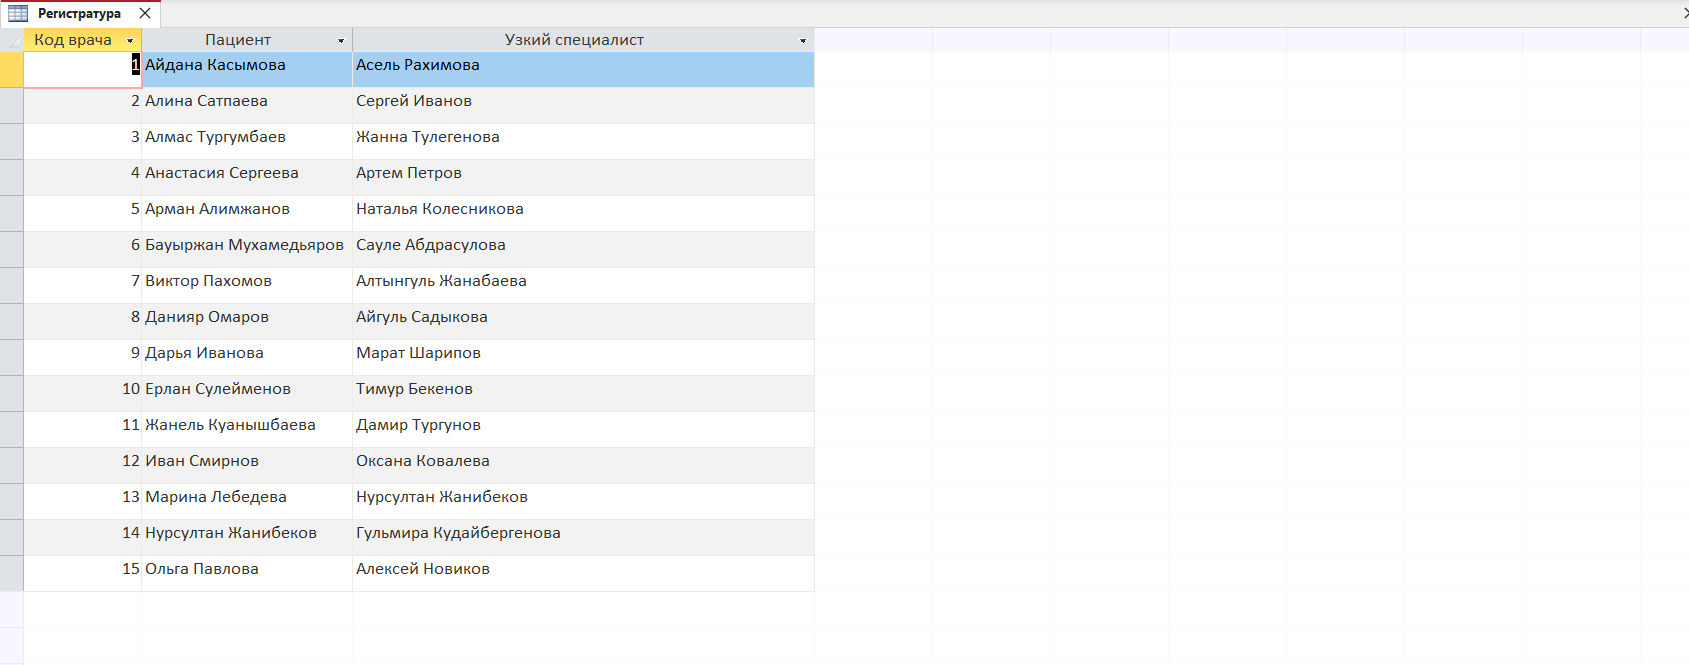 Регистратура
Код врача Пациент Узкий специалист
1 Айдана Касымова Асель Рахимова
2 Алина Сатпаева Сергей Иванов
3 Алмас Тургумбаев Жанна Тулегенова
4 Анастасия Сергеева Артем Петров
5 Арман Алимжанов Наталья Колесникова
6 Бауыржан Мухамедьяров Сауле Абдрасулова
7 Виктор Пахомов Алтынгуль Жанабаева
8 Данияр Омаров Айгуль Садыкова
9 Дарья Иванова Марат Шарипов
10 Ерлан Сулейменов Тимур Бекенов
11 Жанель Куанышбаева Дамир Тургунов
12 Иван Смирнов Оксана Ковалева
13 Марина Лебедева Нурсултан Жанибеков
14 Нурсултан Жанибеков Гульмира Кудайбергенова
15 Ольга Павлова Алексей Новиков